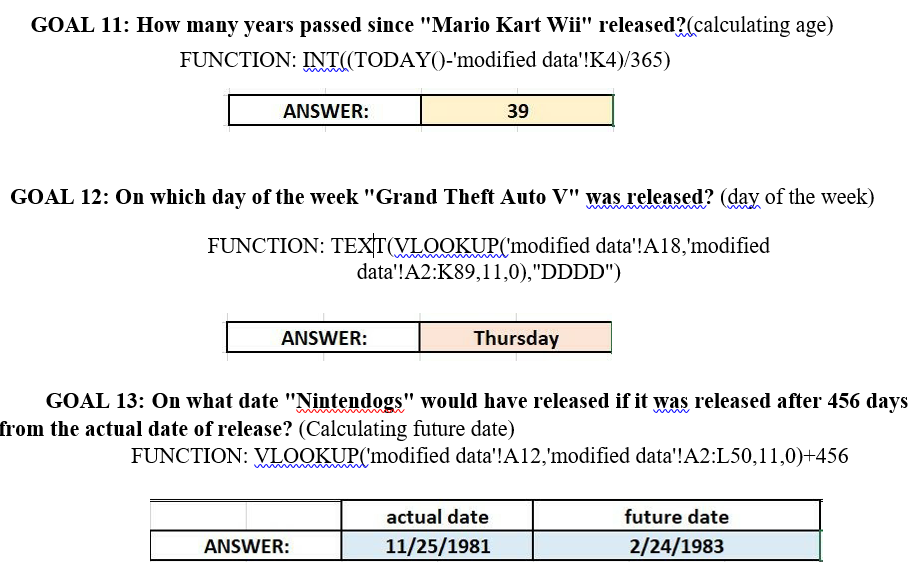 GOAL 11: How many years passed since "Mario Kart Wii" released?(calculating age)
FUNCTION: INT((TODAY()-'modified data'!K4)/365)
ANSWER: 39
GOAL 12: On which day of the week "Grand Theft Auto V" was released? (day of the week)
FUNCTION: TEXT(VLOOKUP('modified data'!A18,'modified
data'!A2:K89,11,0),"DDDD")
ANSWER: Thursday
GOAL 13: On what date "Nintendogs" would have released if it was released after 456 days
from the actual date of release? (Calculating future date)
FUNCTION: VLOOKUP('modified data'!A12,'modified data'!A2:L50,11,0)+456
actual date future date
ANSWER: 11/25/1981 2/24/1983